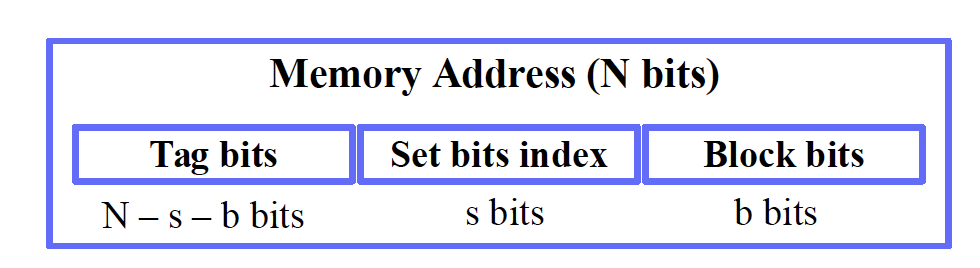 Memory Address (N bits)
Tag bits Set bits index Block bits
N – s – b bits s bits b bits